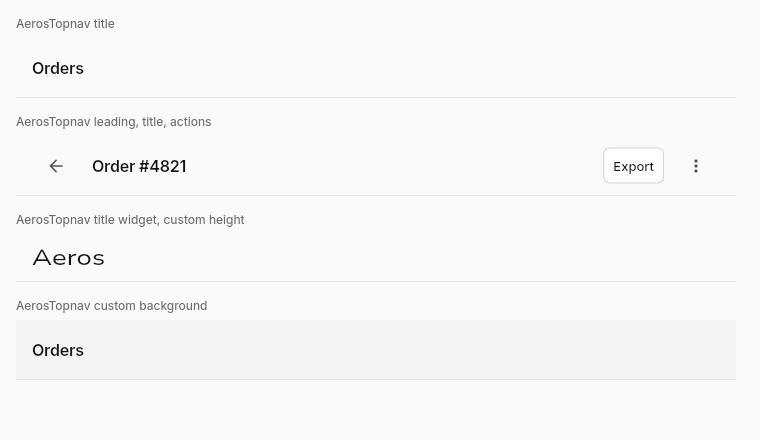 AerosTopnav title
Orders
AerosTopnav leading, title, actions
Order #4821
Export
AerosTopnav title widget, custom height
Aeros
AerosTopnav custom background
Orders